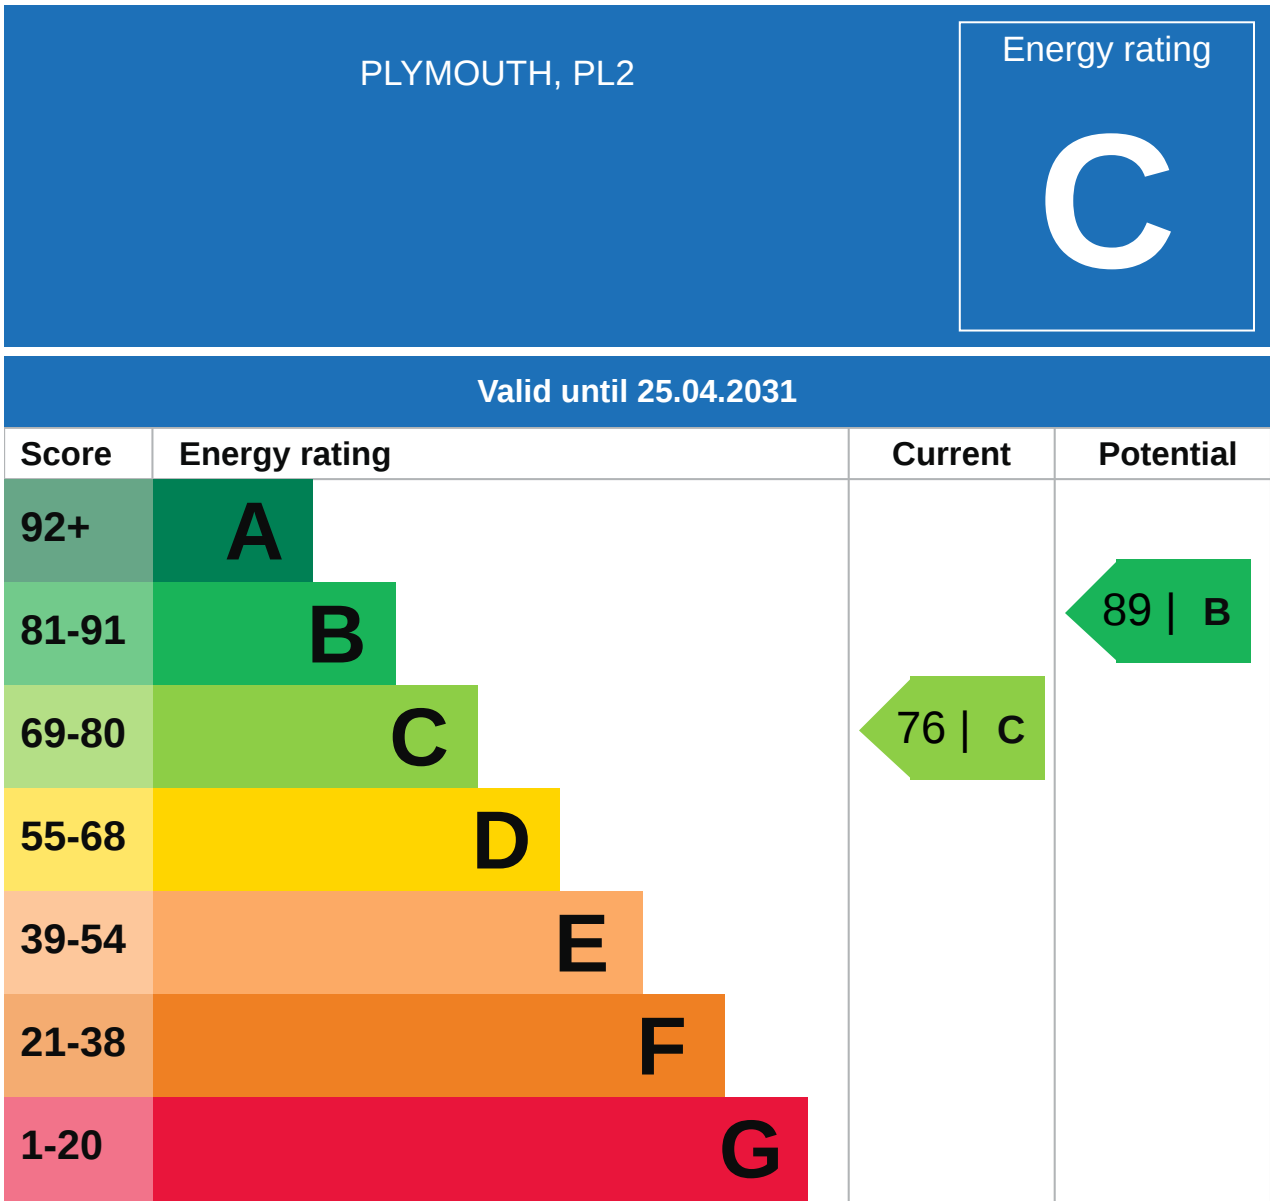 PLYMOUTH, PL2
Energy rating
C
Valid until 25.04.2031
Score Energy rating Current Potential
92+ A
81-91 B 89 | B
69-80 C 76 | C
55-68 D
39-54 E
21-38 F
1-20 G